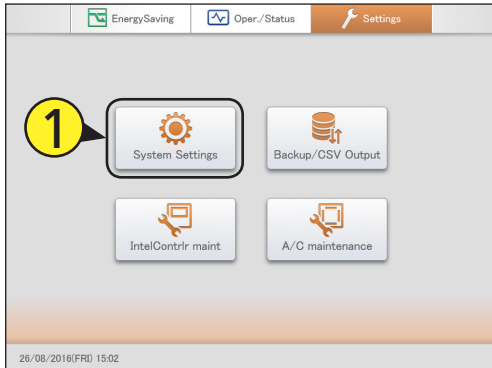 EnergySaving Oper./Status Settings
1
System Settings Backup/CSV Output
IntelContrlr maint A/C maintenance
26/08/2016(FRI) 15:02